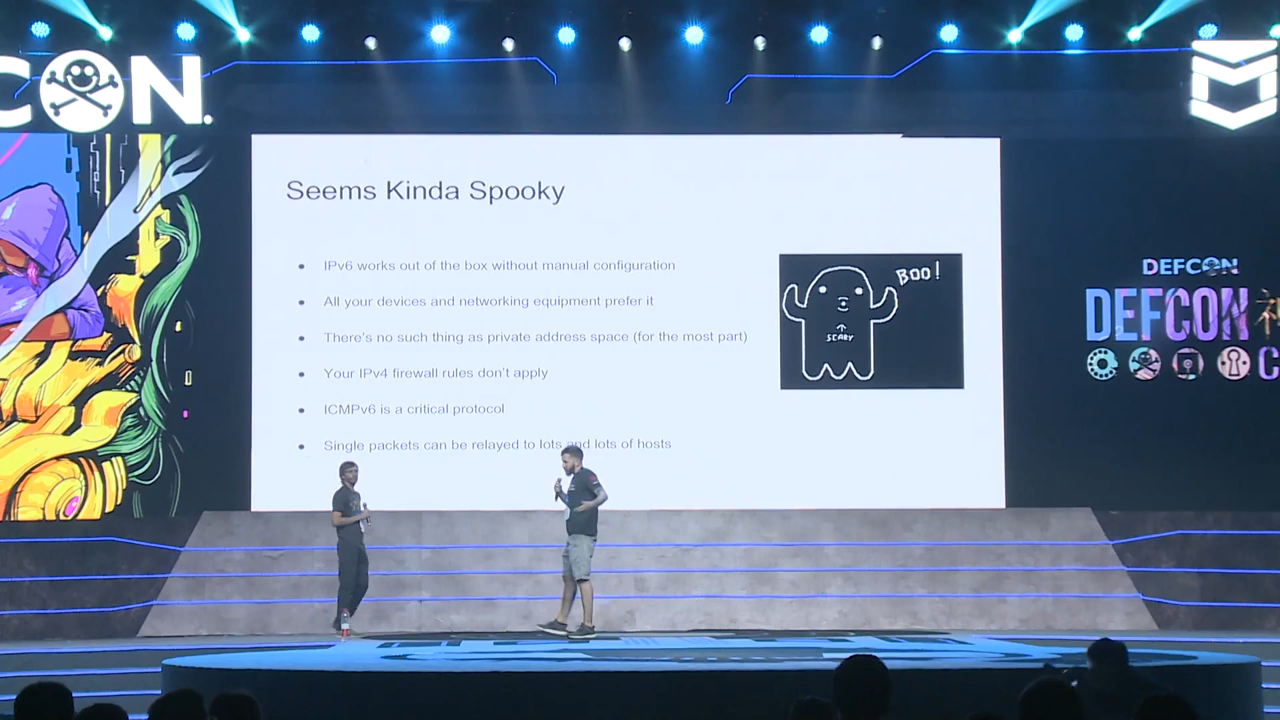 CON.
Seems Kinda Spooky
IPv6 works out of the box without manual configuration
All your devices and networking equipment prefer it
There's no such thing as private address space (for the most part)
Your IPv4 firewall rules don't apply
ICMPv6 is a critical protocol
Single packets can be relayed to lots and lots of hosts
BOO!
SCARY
DEFCON
DEFCON
C